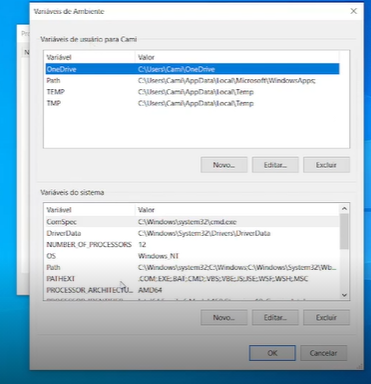 Variáveis de Ambiente
Variáveis de usuário para Cami
Variável Valor
OneDrive C:\Users\Cami\OneDrive
Path C:\Users\Cami\AppData\Local\Microsoft\WindowsApps;
TEMP C:\Users\Cami\AppData\Local\Temp
TMP C:\Users\Cami\AppData\Local\Temp
Novo... Editar... Excluir
Variáveis do sistema
Variável Valor
ComSpec C:\Windows\system32\cmd.exe
DriverData C:\Windows\System32\Drivers\DriverData
NUMBER_OF_PROCESSORS 12
OS Windows_NT
Path C:\Windows\system32;C:\Windows;C:\Windows\System32\Wb...
PATHEXT .COM;.EXE;.BAT;.CMD;.VBS;.VBE;.JS;.JSE;.WSF;.WSH;.MSC
PROCESSOR_ARCHITECTU... AMD64
Novo... Editar... Excluir
OK Cancelar